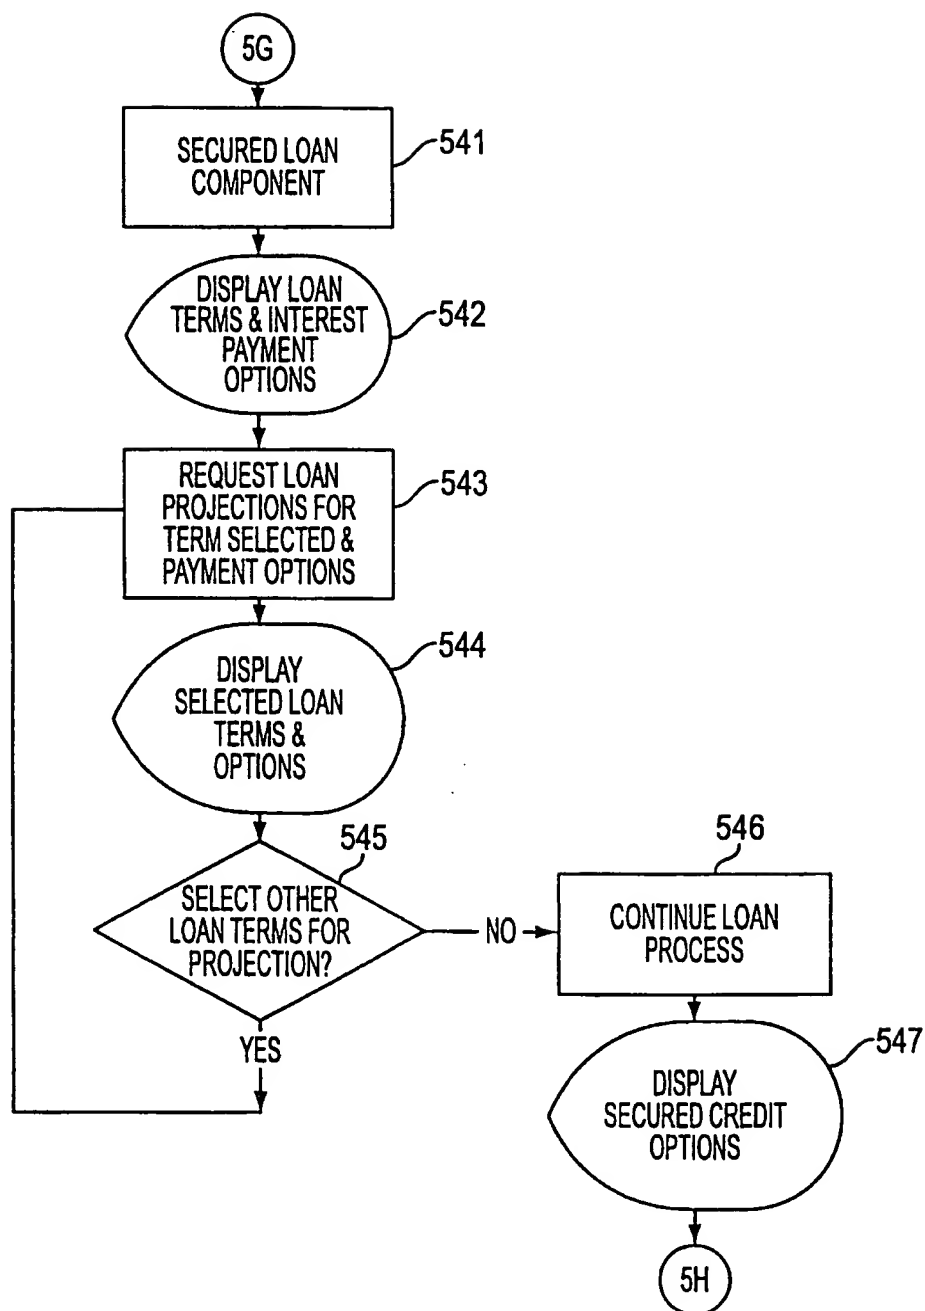 5G
SECURED LOAN
COMPONENT
541
DISPLAY LOAN
TERMS & INTEREST
PAYMENT
OPTIONS
542
REQUEST LOAN
PROJECTIONS FOR
TERM SELECTED &
PAYMENT OPTIONS
543
DISPLAY
SELECTED LOAN
TERMS &
OPTIONS
544
545
SELECT OTHER
LOAN TERMS FOR
PROJECTION?
NO
YES
546
CONTINUE LOAN
PROCESS
547
DISPLAY
SECURED CREDIT
OPTIONS
5H